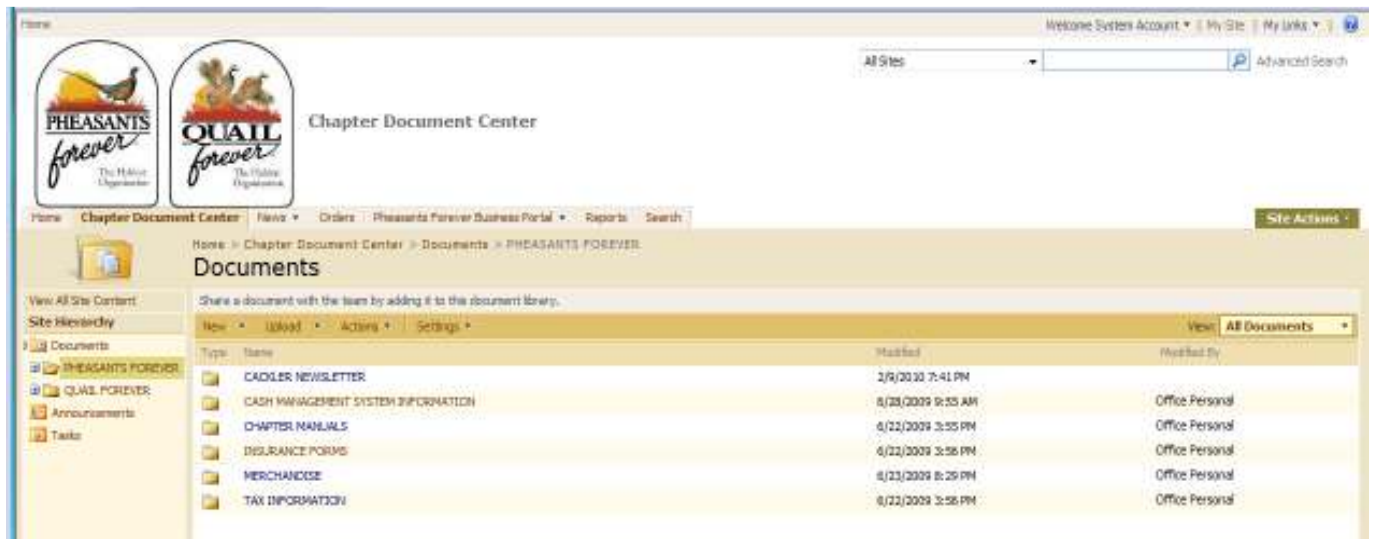 Home
Welcome System Account | My Site | My Links
All Sites
Advanced Search
PHEASANTS
forever
The Habitat
Organization
QUAIL
forever
The Habitat
Organization
Chapter Document Center
Home Chapter Document Center News Orders Pheasants Forever Business Portal Reports Search
Site Actions
Home > Chapter Document Center > Documents > PHEASANTS FOREVER
Documents
View All Site Content
Share a document with the team by adding it to this document library.
Site Hierarchy
New Upload Actions Settings
View: All Documents
Documents
PHEASANTS FOREVER
QUAIL FOREVER
Announcements
Tasks
Type Name Modified Modified By
CACKLER NEWSLETTER 2/9/2010 7:41 PM
CASH MANAGEMENT SYSTEM INFORMATION 6/28/2009 9:55 AM Office Personal
CHAPTER MANUALS 6/22/2009 3:55 PM Office Personal
INSURANCE FORMS 6/22/2009 3:56 PM Office Personal
MERCHANDISE 6/23/2009 8:29 PM Office Personal
TAX INFORMATION 6/22/2009 3:56 PM Office Personal